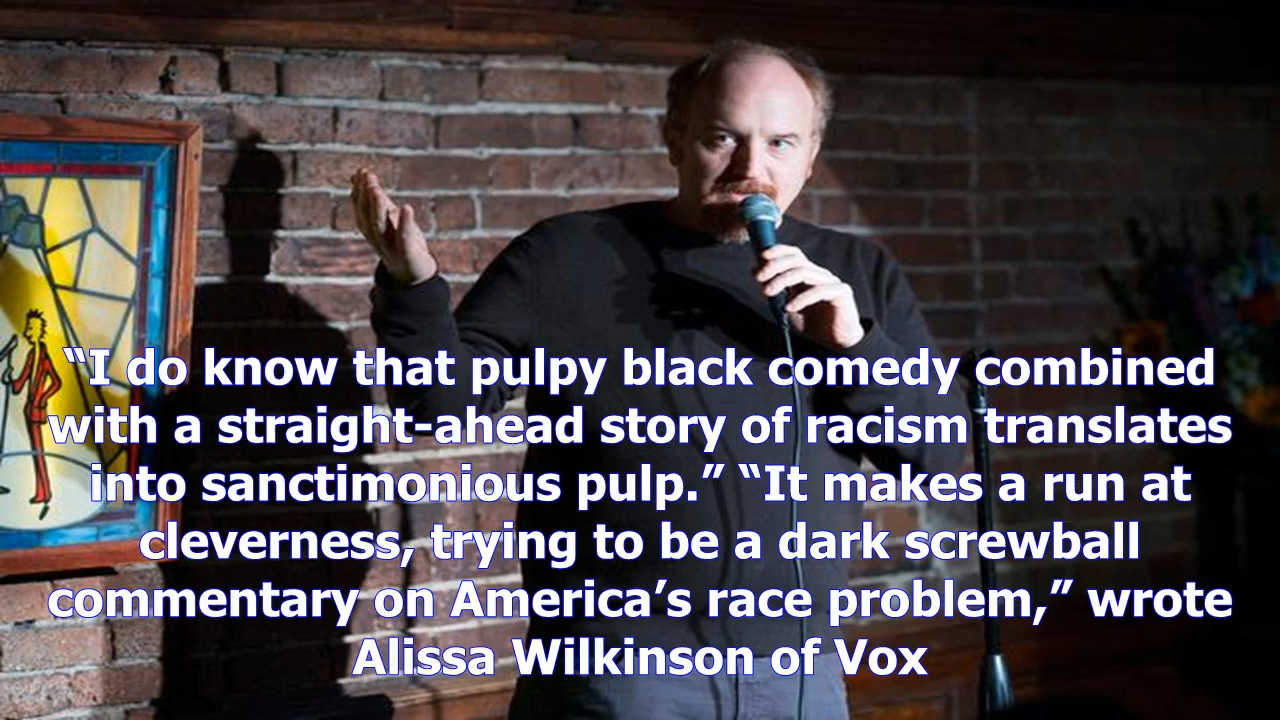 “I do know that pulpy black comedy combined
with a straight-ahead story of racism translates
into sanctimonious pulp.” “It makes a run at
cleverness, trying to be a dark screwball
commentary on America’s race problem,” wrote
Alissa Wilkinson of Vox